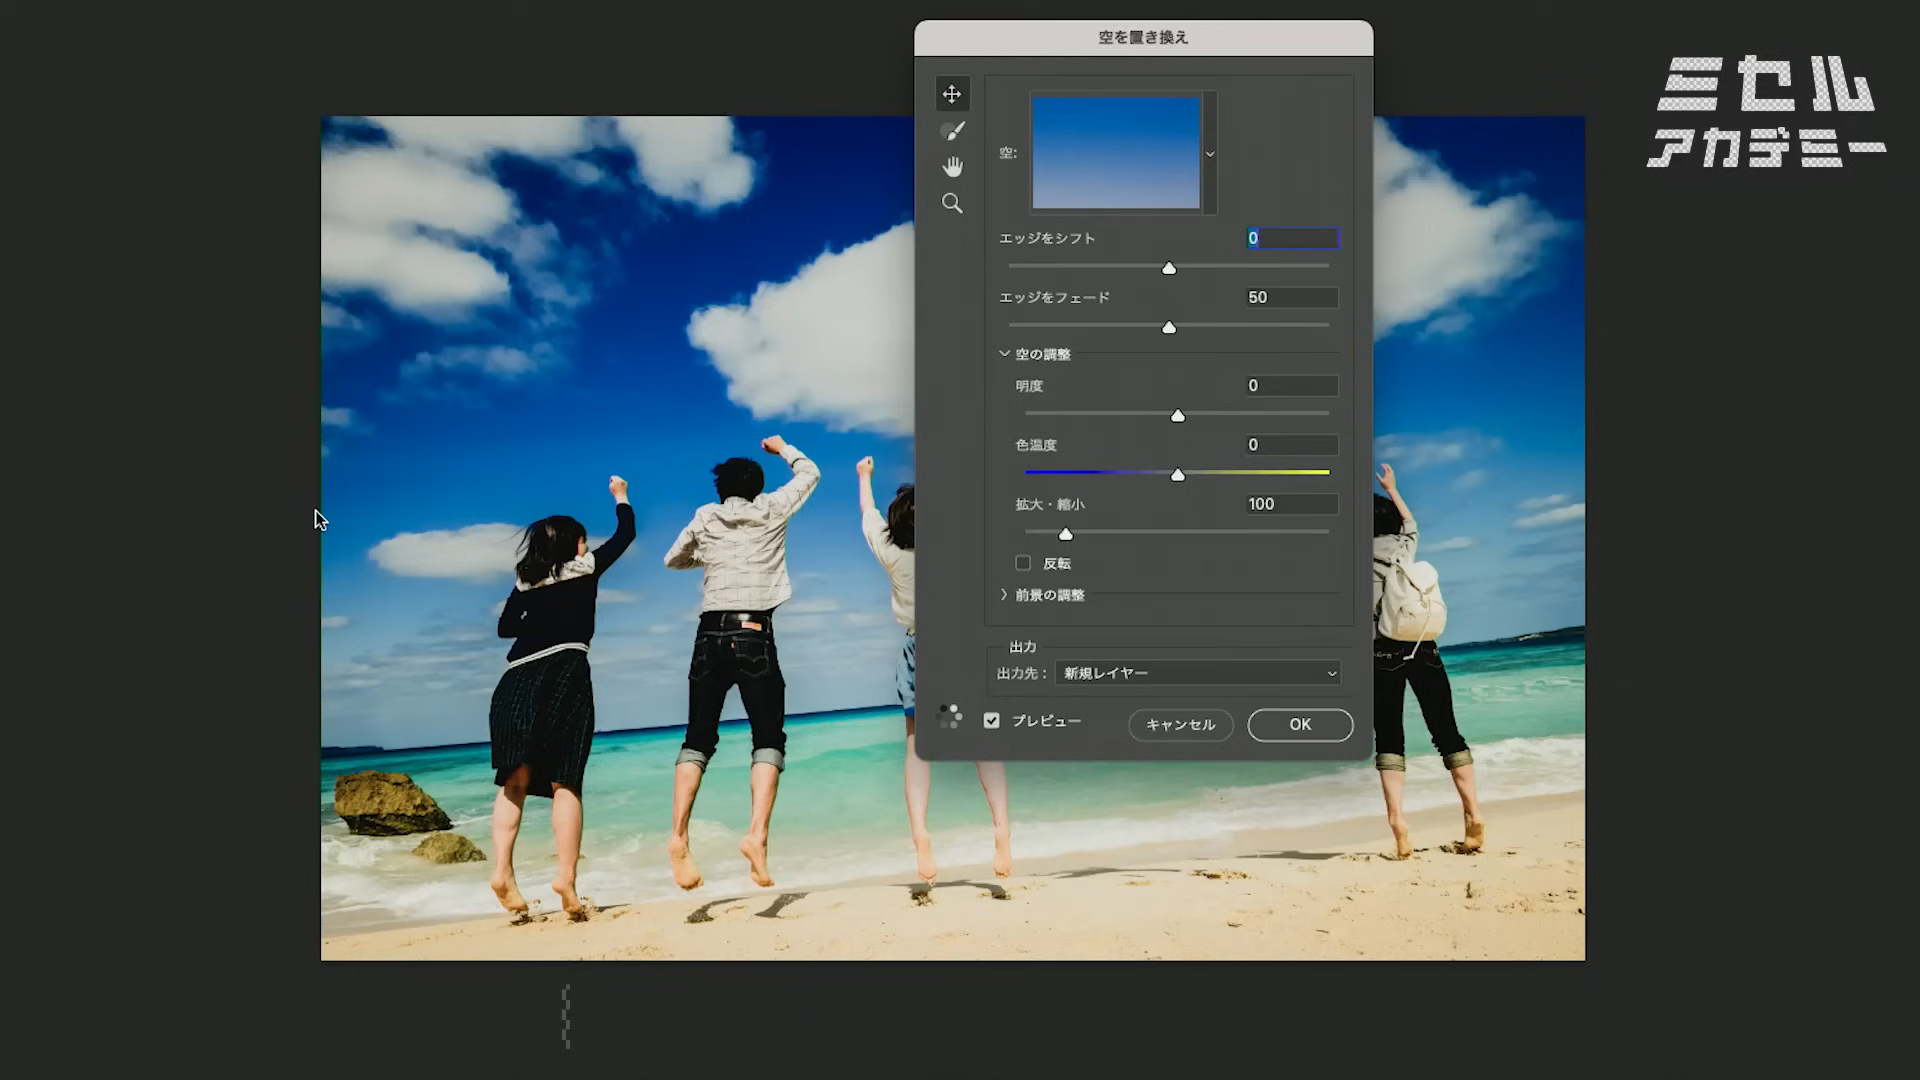 空を置き換え
ミセル
アカデミー
空:
エッジをシフト 0
エッジをフェード 50
空の調整
明度 0
色温度 0
拡大・縮小 100
反転
前景の調整
出力
出力先： 新規レイヤー
プレビュー キャンセル OK